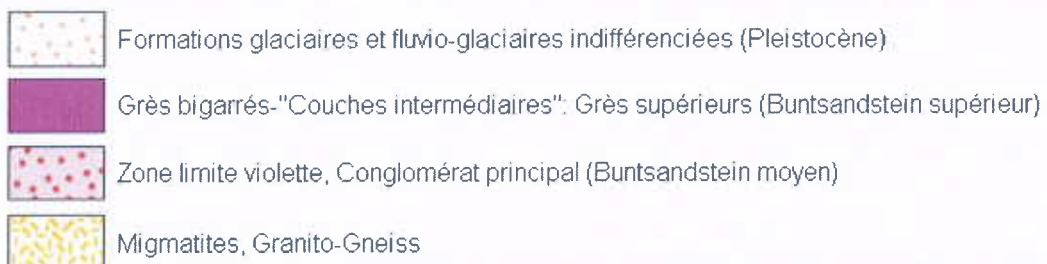 Formations glaciaires et fluvio-glaciaires indifférenciées (Pleistocène)
Grès bigarrés-"Couches intermédiaires": Grès supérieurs (Buntsandstein supérieur)
Zone limite violette, Conglomérat principal (Buntsandstein moyen)
Migmatites, Granito-Gneiss